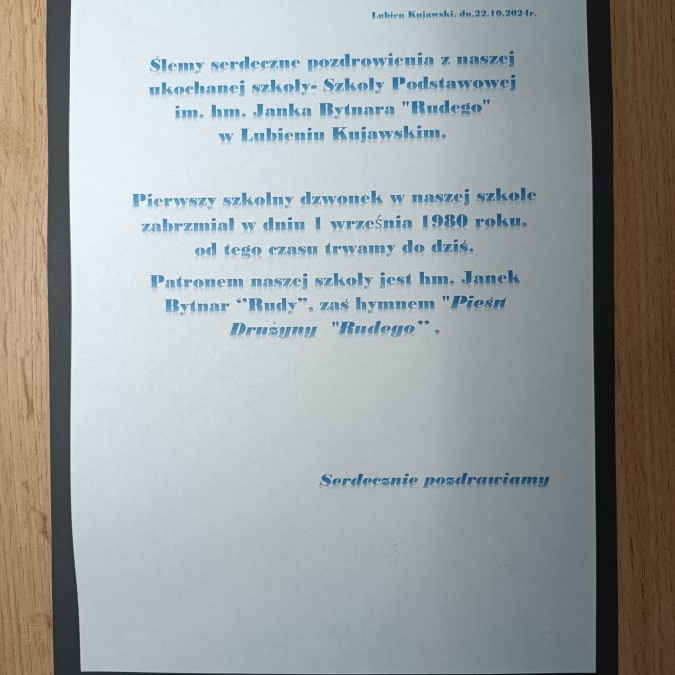 Lubień Kujawski, dn.22.10.2024r.
Ślemy serdeczne pozdrowienia z naszej
ukochanej szkoły- Szkoły Podstawowej
im. hm. Janka Bytnara "Rudego"
w Lubieniu Kujawskim.
Pierwszy szkolny dzwonek w naszej szkole
zabrzmiał w dniu 1 września 1980 roku.
od tego czasu trwamy do dziś.
Patronem naszej szkoły jest hm. Janek
Bytnar “Rudy”, zaś hymnem "Pieśń
Drużyny "Rudego” .
Serdecznie pozdrawiamy